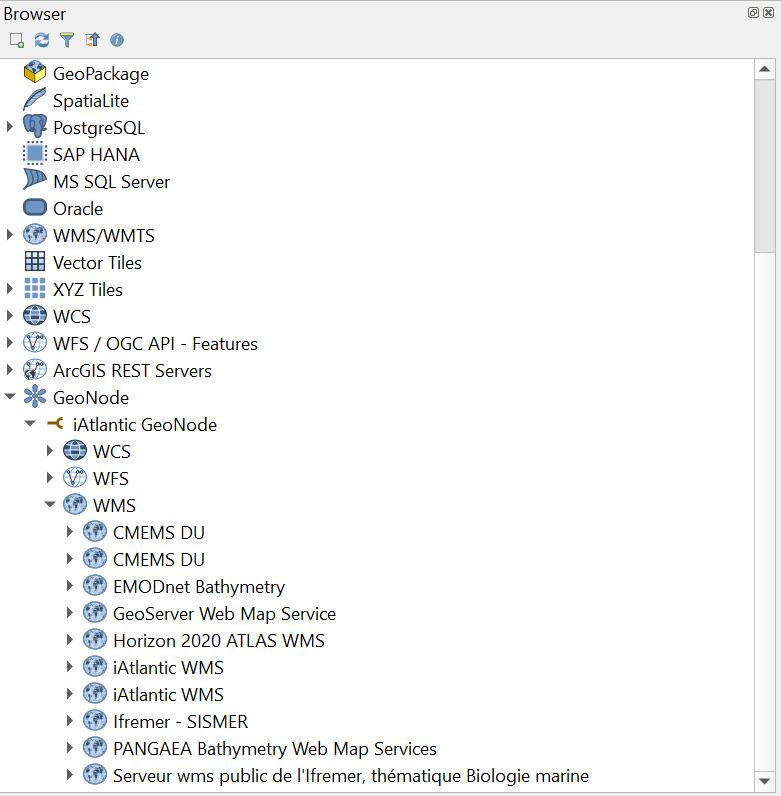 Browser
GeoPackage
SpatiaLite
PostgreSQL
SAP HANA
MS SQL Server
Oracle
WMS/WMTS
Vector Tiles
XYZ Tiles
WCS
WFS / OGC API - Features
ArcGIS REST Servers
GeoNode
iAtlantic GeoNode
WCS
WFS
WMS
CMEMS DU
CMEMS DU
EMODnet Bathymetry
GeoServer Web Map Service
Horizon 2020 ATLAS WMS
iAtlantic WMS
iAtlantic WMS
Ifremer - SISMER
PANGAEA Bathymetry Web Map Services
Serveur wms public de l'Ifremer, thématique Biologie marine